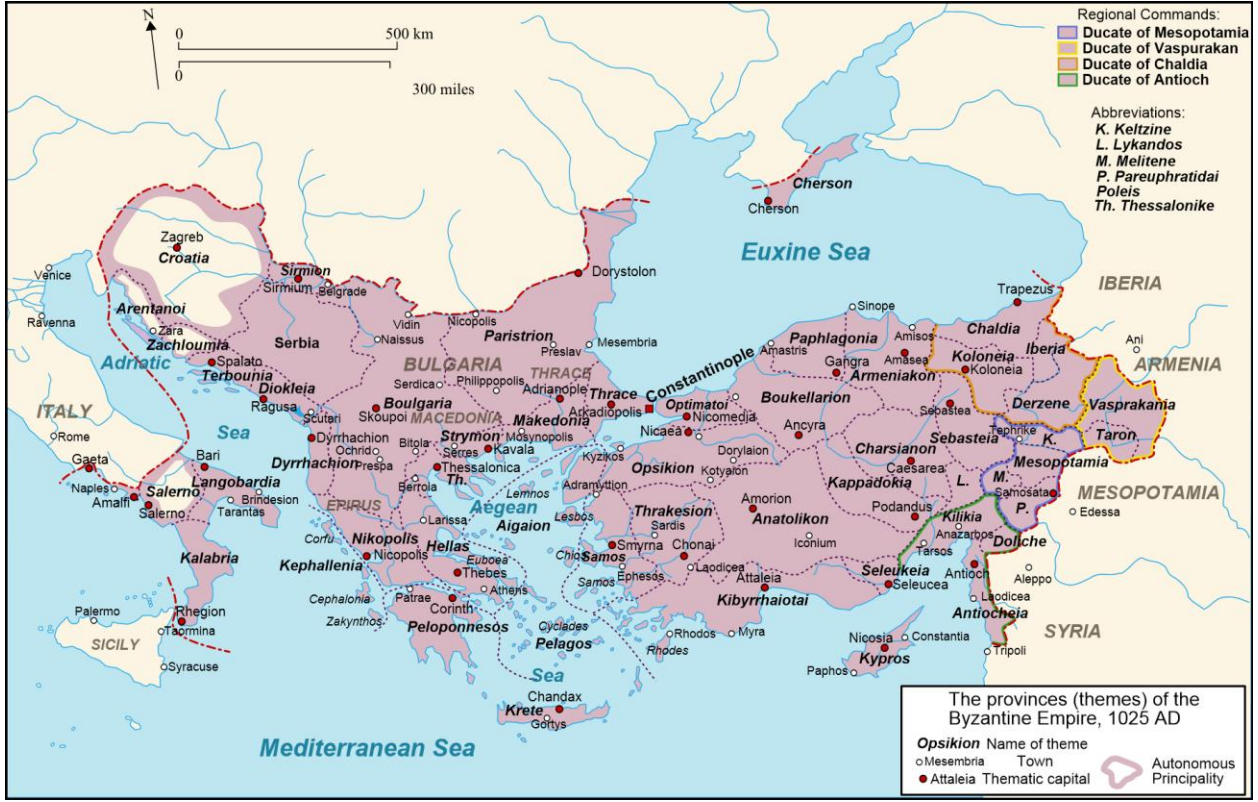 N
0
500 km
0
300 miles
Regional Commands:
Ducate of Mesopotamia
Ducate of Vaspurakan
Ducate of Chaldia
Ducate of Antioch
Abbreviations:
K. Keltzine
L. Lykandos
M. Melitene
P. Pareuphratidai
Poleis
Th. Thessalonike
Cherson
Cherson
Euxine Sea
Zagreb
Croatia
Venice
Ravenna
Sirmion
Sirmium
Belgrade
Dorystolon
Trapezus
IBERIA
Arentanoi
Zara
Zachloumia
Adriatic
Spalato
Terbounia
Serbia
Vidin
Naissus
Nicopolis
Paristrion
Preslav
Mesembria
BULGARIA
THRACE
Sinope
Amastris
Paphlagonia
Gangra
Amisos
Amasea
Armeniakon
Chaldia
Koloneia
Koloneia
Iberia
Ani
ARMENIA
Diokleia
Ragusa
Scutari
Serdica
Philippopolis
Adrianople
Thrace
Arkadiopolis
Constantinople
Boulgaria
Skoupoi
MACEDONIA
Makedonia
Mosynopolis
Optimatoi
Nicomedia
Nicaea
Boukellarion
Sebastea
Derzene
Vasprakania
Taron.
ITALY
Rome
Gaeta
Naples
Amalfi
Salerno
Salerno
Sea
Bari
Langobardia
Brindesion
Tarantas
Dyrrhachion
Dyrrhachion
Ochrid
Prespa
Bitola
Strymon
Serres
Kavala
Thessalonica
Th.
Berroia
Kyzikos
Opsikion
Dorylaion
Kotyaion
Ancyra
Charsianon
Caesarea
Kappadokia
Sebasteia
Tephrike
K.
L.
M.
Mesopotamia
Samosata
P.
MESOPOTAMIA
Edessa
EPIRUS
Corfu
Larissa
Lemnos
Aegean
Aigaion
Adramyttion
Lesbos
Thrakesion
Sardis
Amorion
Anatolikon
Iconium
Podandus
Kilikia
Anazarbos
Tarsos
Doliche
Kalabria
Nikopolis
Nicopolis
Kephallenia
Hellas
Euboea
Thebes
Chios
Samos
Smyrna
Ephesos
Chonai
Laodicea
Attaleia
Seleukeia
Seleucea
Antioch
Aleppo
Laodicea
Antiocheia
Cephalonia
Zakynthos
Patrae
Athens
Corinth
Peloponnesos
Samos
Kibyrrhaiotai
Palermo
Rhegion
Taormina
SICILY
Syracuse
Cyclades
Pelagos
Rhodos
Rhodes
Myra
Nicosia
Constantia
Kypros
Paphos
SYRIA
Tripoli
Sea
Chandax
Krete
Gortys
Mediterranean Sea
The provinces (themes) of the
Byzantine Empire, 1025 AD
Opsikion Name of theme
Mesembria Town
Attaleia Thematic capital
Autonomous
Principality